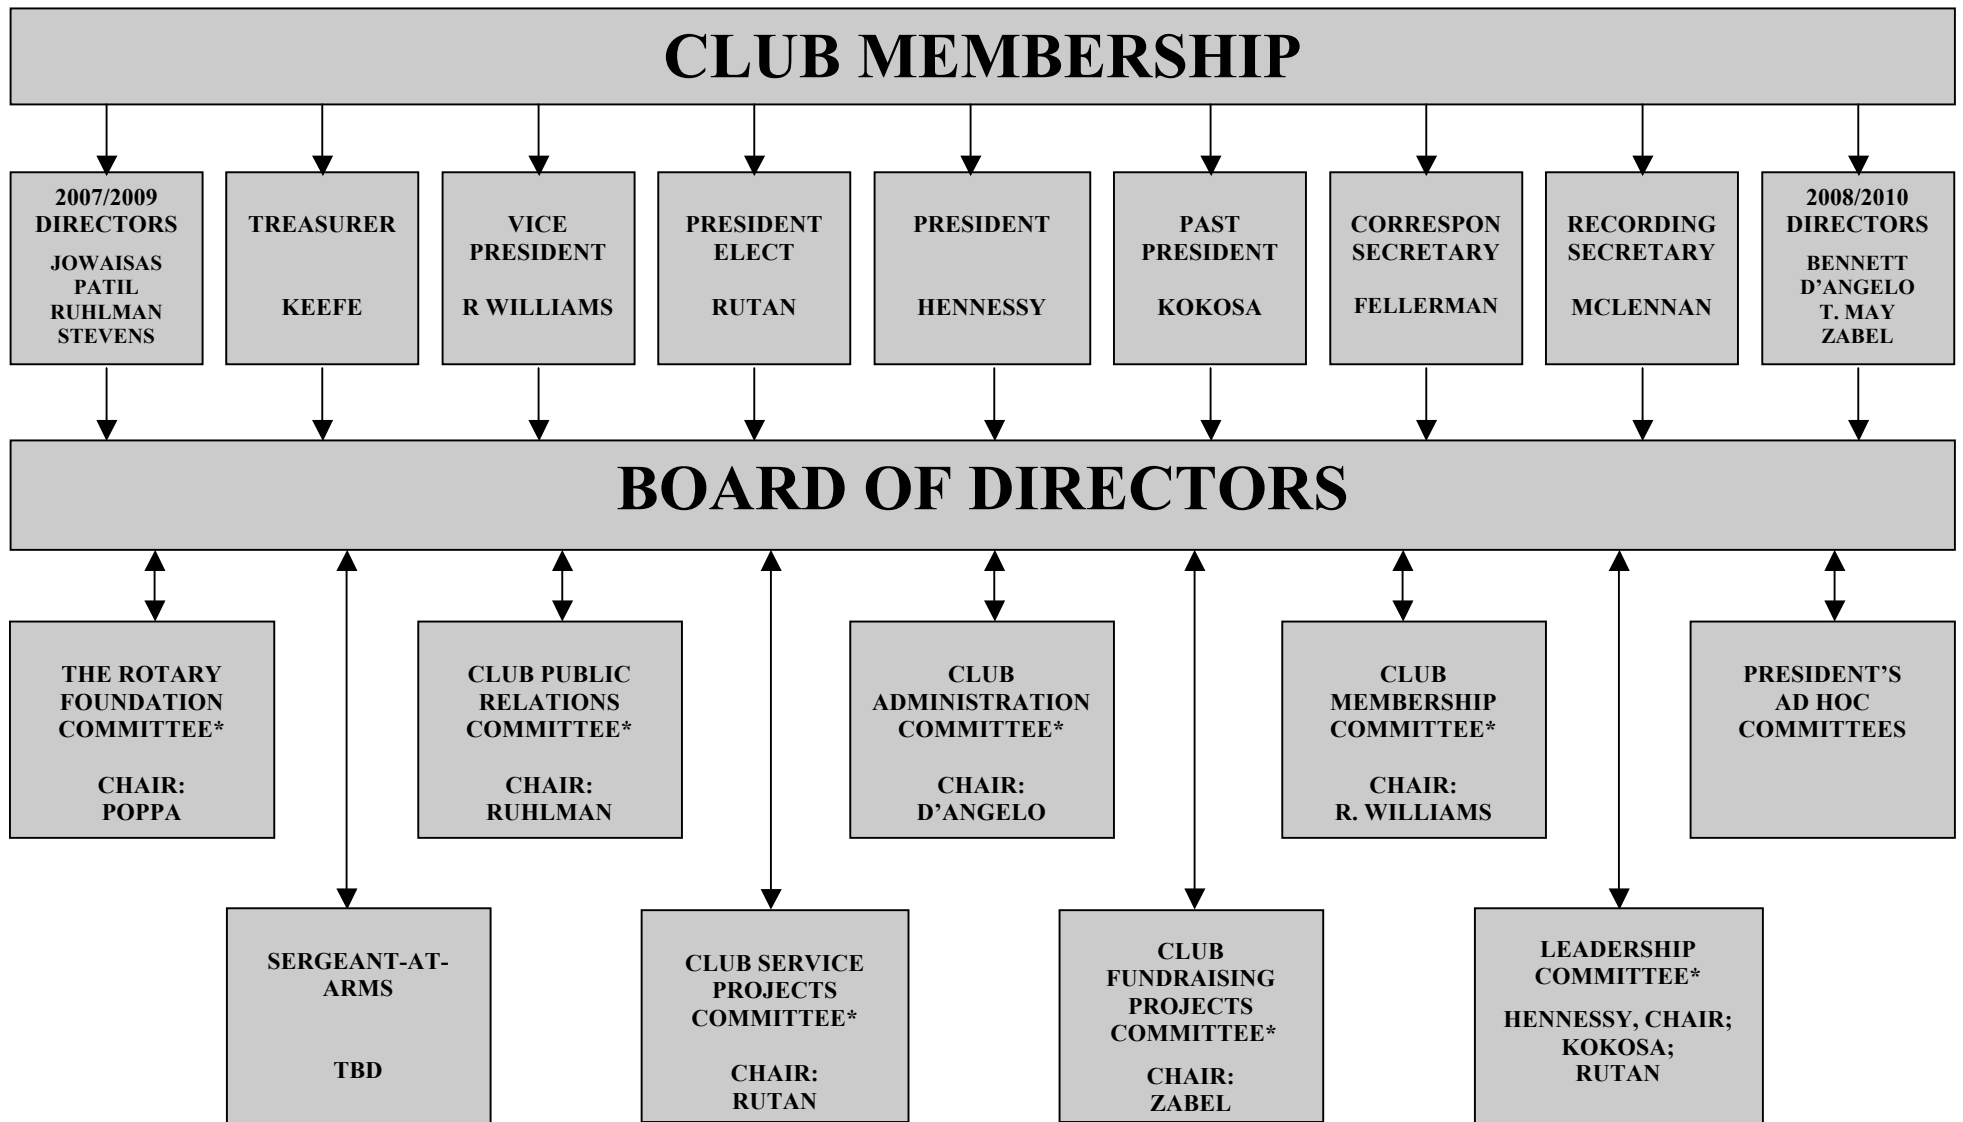 CLUB MEMBERSHIP
2007/2009
DIRECTORS
JOWAISAS
PATIL
RUHLMAN
STEVENS
TREASURER
KEEFE
VICE
PRESIDENT
R WILLIAMS
PRESIDENT
ELECT
RUTAN
PRESIDENT
HENNESSY
PAST
PRESIDENT
KOKOSA
CORRESPON
SECRETARY
FELLERMAN
RECORDING
SECRETARY
MCLENNAN
2008/2010
DIRECTORS
BENNETT
D’ANGELO
T. MAY
ZABEL
BOARD OF DIRECTORS
THE ROTARY
FOUNDATION
COMMITTEE*
CHAIR:
POPPA
CLUB PUBLIC
RELATIONS
COMMITTEE*
CHAIR:
RUHLMAN
CLUB
ADMINISTRATION
COMMITTEE*
CHAIR:
D’ANGELO
CLUB
MEMBERSHIP
COMMITTEE*
CHAIR:
R. WILLIAMS
PRESIDENT’S
AD HOC
COMMITTEES
SERGEANT-AT-
ARMS
TBD
CLUB SERVICE
PROJECTS
COMMITTEE*
CHAIR:
RUTAN
CLUB
FUNDRAISING
PROJECTS
COMMITTEE*
CHAIR:
ZABEL
LEADERSHIP
COMMITTEE*
HENNESSY, CHAIR;
KOKOSA;
RUTAN